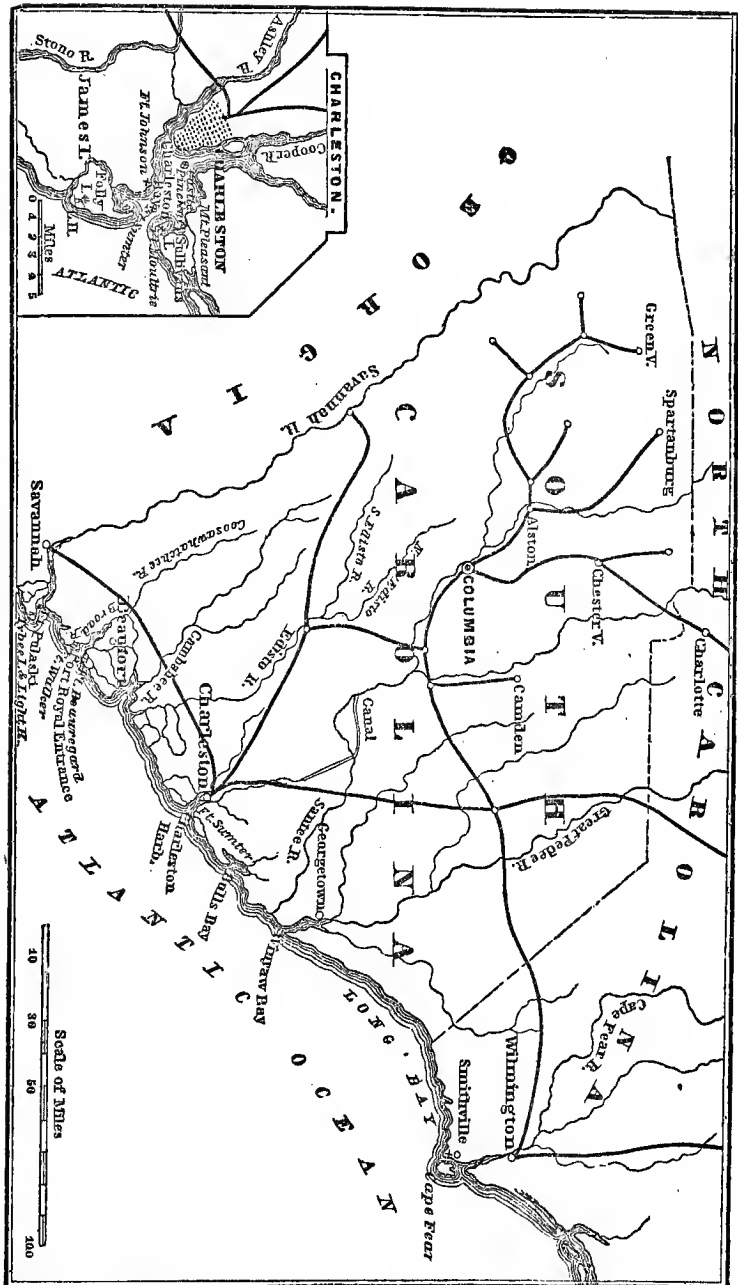 CHARLESTON.
Ashley R.
Cooper R.
Stono R.
James I.
Ft. Johnson
CHARLESTON
Charleston
Mt. Pleasant
Sullivans
Moultrie
Sumter
Folly I.
L.H.
ATLANTIC
0 1 2 3 4 5
Miles
NORTH CAROLINA
SOUTH CAROLINA
GEORGIA
Green V.
Spartanburg
Alston
Chester V.
Charlotte
COLUMBIA
Camden
Savannah R.
S. Edisto R.
N. Edisto R.
Edisto R.
Coosawhatchee R.
Cambahee R.
Broad R.
Beaufort
Savannah
Pulaski
Tybee I. & Light H.
Ft. Beauregard
Ft. Walker
Port Royal Entrance
Charleston
Ft. Sumter
Charleston Harb.
Canal
Santee R.
Georgetown
Great Pedee R.
Bulls Bay
Winyaw Bay
LONG BAY
Cape Fear R.
Wilmington
Smithville
Cape Fear
ATLANTIC OCEAN
10 30 50 100
Scale of Miles